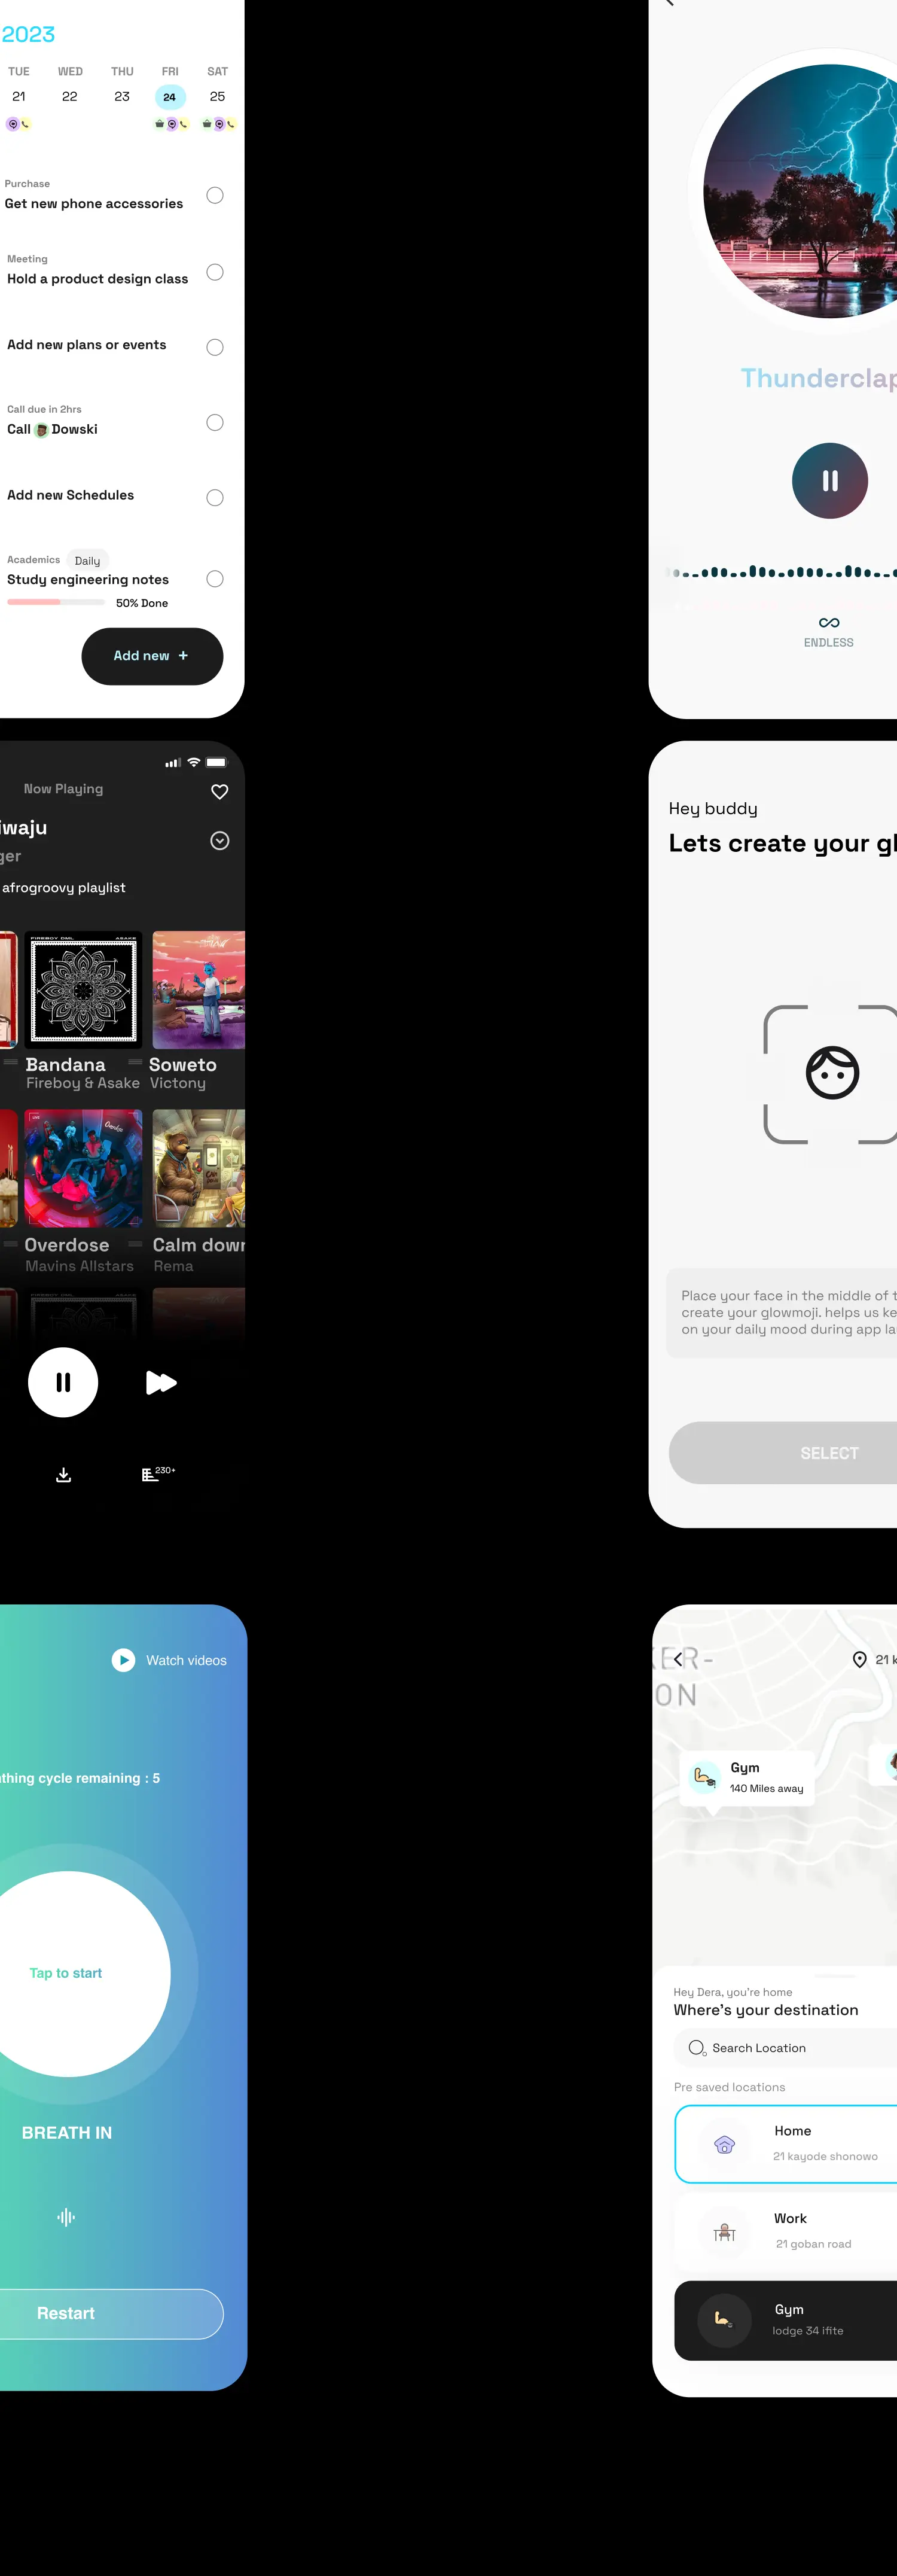 2023
TUE WED THU FRI SAT
21 22 23 24 25
Purchase
Get new phone accessories
Meeting
Hold a product design class
Add new plans or events
Call due in 2hrs
Call Dowski
Add new Schedules
Academics Daily
Study engineering notes
50% Done
Add new +
Thunderclap
ENDLESS
Now Playing
iwaju
ger
afrogroovy playlist
FIREBOY DML ASAKE
Bandana
Fireboy & Asake
Soweto
Victony
Overdose
Mavins Allstars
Calm down
Rema
230+
Hey buddy
Lets create your gl
Place your face in the middle of t
create your glowmoji. helps us ke
on your daily mood during app la
SELECT
Watch videos
thing cycle remaining : 5
Tap to start
BREATH IN
Restart
KER-
ON
21 k
Gym
140 Miles away
Hey Dera, you're home
Where's your destination
Search Location
Pre saved locations
Home
21 kayode shonowo
Work
21 goban road
Gym
lodge 34 ifite